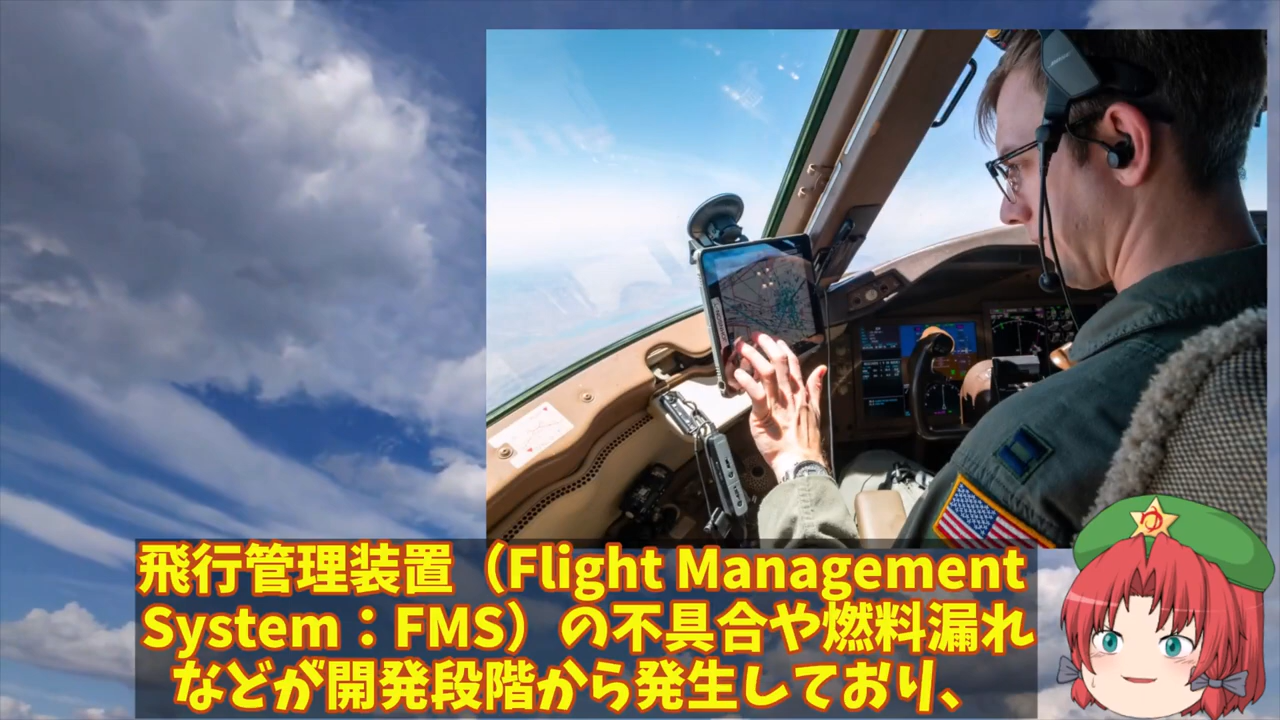 飛行管理装置（Flight Management
System：FMS）の不具合や燃料漏れ
などが開発段階から発生しており、